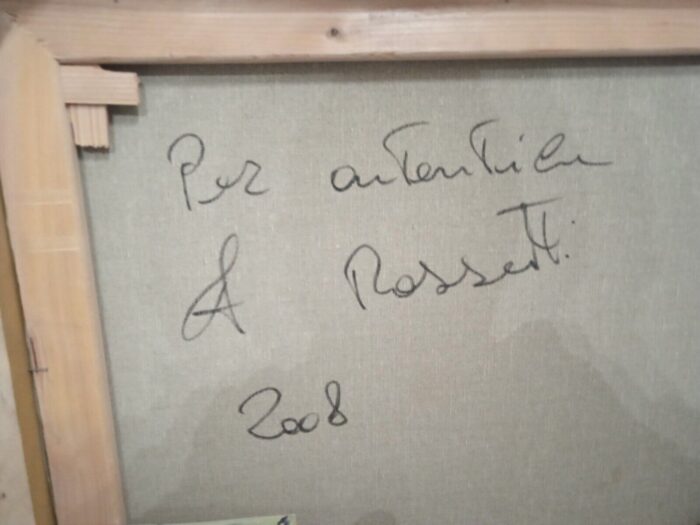 Per autentica
A Rossetti
2008